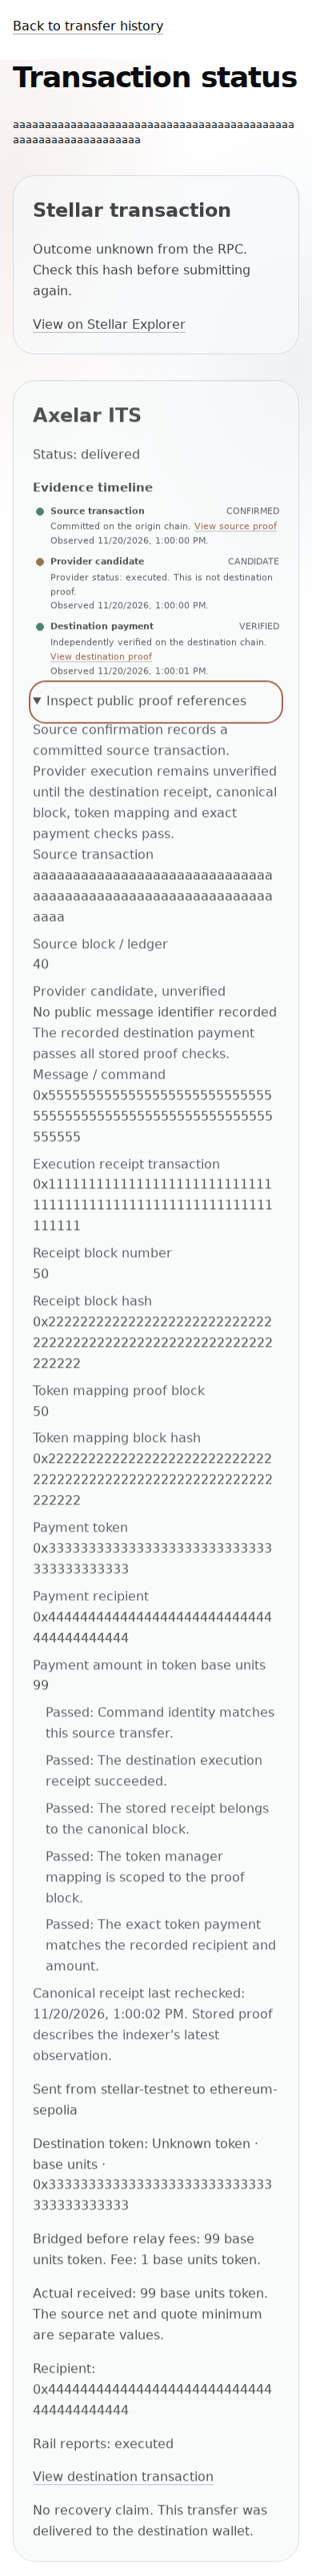 Back to transfer history
Transaction status
aaaaaaaaaaaaaaaaaaaaaaaaaaaaaaaaaaaaaaaaaaaa
aaaaaaaaaaaaaaaaaaaa
Stellar transaction
Outcome unknown from the RPC.
Check this hash before submitting
again.
View on Stellar Explorer
Axelar ITS
Status: delivered
Evidence timeline
Source transaction CONFIRMED
Committed on the origin chain. View source proof
Observed 11/20/2026, 1:00:00 PM.
Provider candidate CANDIDATE
Provider status: executed. This is not destination
proof.
Observed 11/20/2026, 1:00:00 PM.
Destination payment VERIFIED
Independently verified on the destination chain.
View destination proof
Observed 11/20/2026, 1:00:01 PM.
▼ Inspect public proof references
Source confirmation records a
committed source transaction.
Provider execution remains unverified
until the destination receipt, canonical
block, token mapping and exact
payment checks pass.
Source transaction
aaaaaaaaaaaaaaaaaaaaaaaaaaaaaa
aaaaaaaaaaaaaaaaaaaaaaaaaaaaaa
aaaa
Source block / ledger
40
Provider candidate, unverified
No public message identifier recorded
The recorded destination payment
passes all stored proof checks.
Message / command
0x5555555555555555555555555555
555555555555555555555555555555
555555
Execution receipt transaction
0x1111111111111111111111111111
111111111111111111111111111111
111111
Receipt block number
50
Receipt block hash
0x2222222222222222222222222222
222222222222222222222222222222
222222
Token mapping proof block
50
Token mapping block hash
0x2222222222222222222222222222
222222222222222222222222222222
222222
Payment token
0x3333333333333333333333333333
333333333333
Payment recipient
0x4444444444444444444444444444
444444444444
Payment amount in token base units
99
Passed: Command identity matches
this source transfer.
Passed: The destination execution
receipt succeeded.
Passed: The stored receipt belongs
to the canonical block.
Passed: The token manager
mapping is scoped to the proof
block.
Passed: The exact token payment
matches the recorded recipient and
amount.
Canonical receipt last rechecked:
11/20/2026, 1:00:02 PM. Stored proof
describes the indexer's latest
observation.
Sent from stellar-testnet to ethereum-
sepolia
Destination token: Unknown token ·
base units ·
0x3333333333333333333333333333
333333333333
Bridged before relay fees: 99 base
units token. Fee: 1 base units token.
Actual received: 99 base units token.
The source net and quote minimum
are separate values.
Recipient:
0x4444444444444444444444444444
444444444444
Rail reports: executed
View destination transaction
No recovery claim. This transfer was
delivered to the destination wallet.